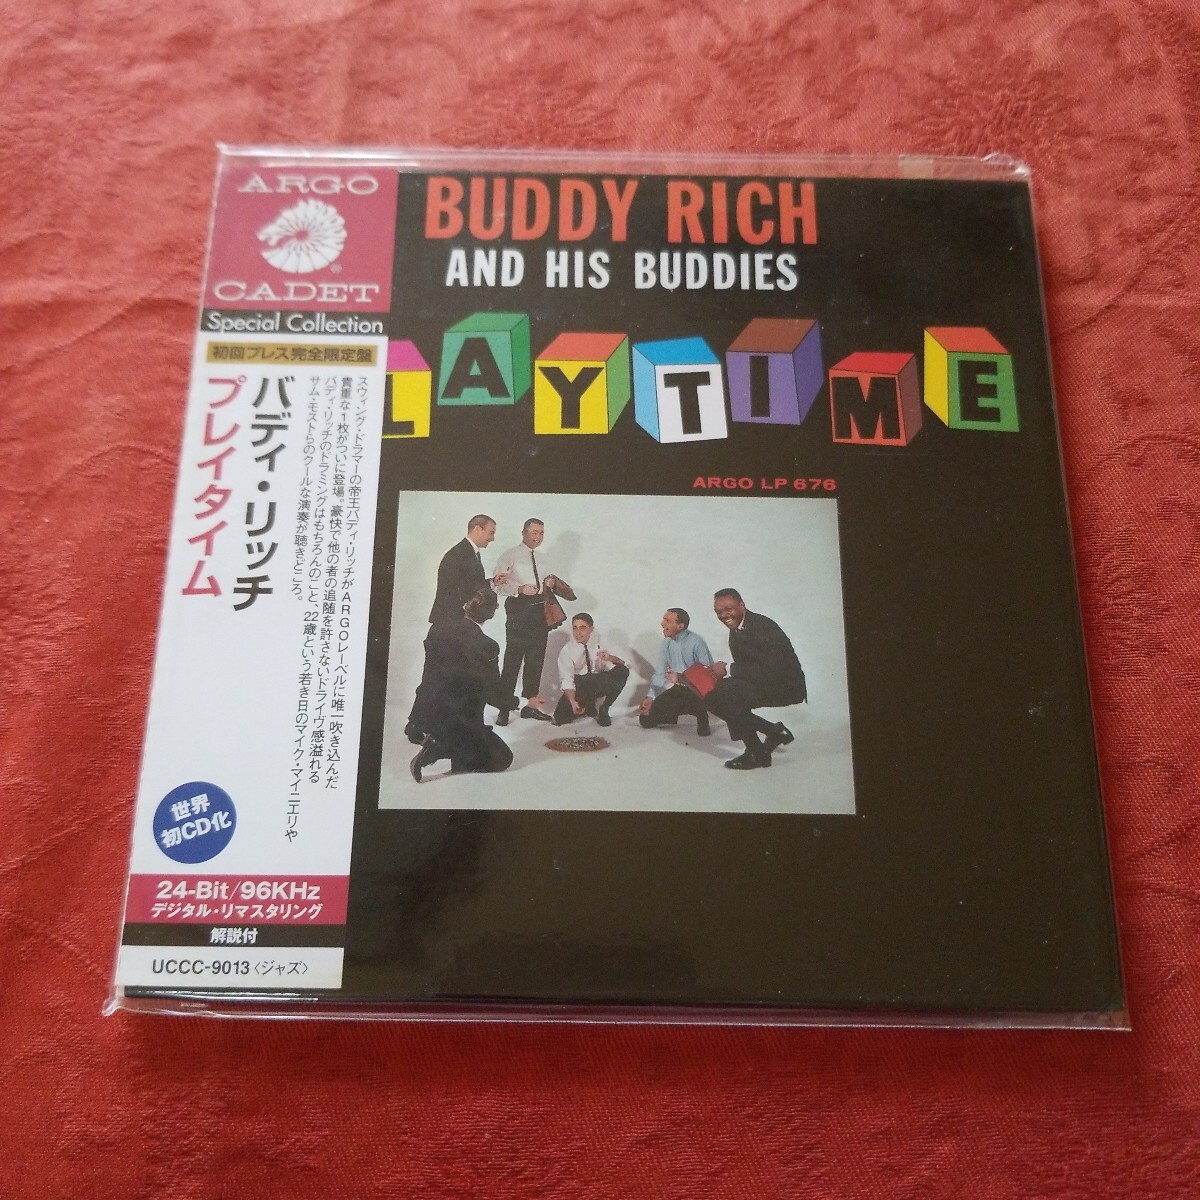 ARGO
CADET
Special Collection
初回プレス完全限定盤
バディ・リッチ
プレイタイム
スウィング・ドラマーの帝王バディ・リッチがARGOレーベルに唯一吹き込んだ
貴重な1枚がついに登場。豪快で他の者の追随を許さないドライヴ感溢れる
バディ・リッチのドラミングはもちろんのこと、22歳という若き日のマイク・マイニエリや
サム・モストらのクールな演奏が聴きどころ。
世界
初CD化
24-Bit/96KHz
デジタル・リマスタリング
解説付
UCCC-9013〈ジャズ〉
BUDDY RICH
AND HIS BUDDIES
LAYTIME
ARGO LP 676